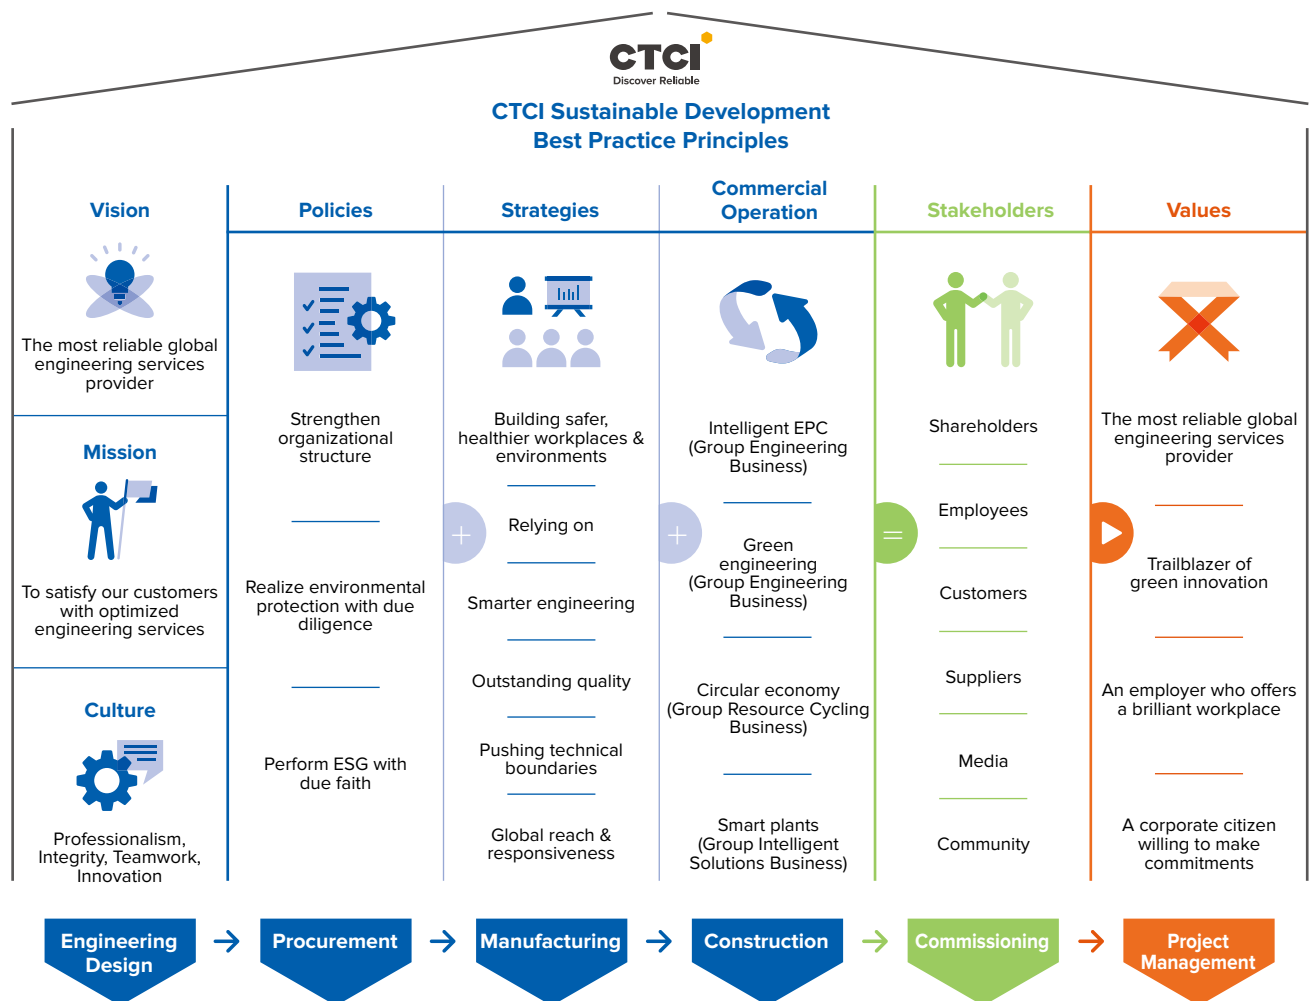 CTCI
Discover Reliable
CTCI Sustainable Development
Best Practice Principles
Vision
The most reliable global
engineering services
provider
Mission
To satisfy our customers
with optimized
engineering services
Culture
Professionalism,
Integrity, Teamwork,
Innovation
Policies
Strengthen
organizational
structure
Realize environmental
protection with due
diligence
Perform ESG with
due faith
+
Strategies
Building safer,
healthier workplaces &
environments
Relying on
Smarter engineering
Outstanding quality
Pushing technical
boundaries
Global reach &
responsiveness
+
Commercial
Operation
Intelligent EPC
(Group Engineering
Business)
Green
engineering
(Group Engineering
Business)
Circular economy
(Group Resource Cycling
Business)
Smart plants
(Group Intelligent
Solutions Business)
=
Stakeholders
Shareholders
Employees
Customers
Suppliers
Media
Community
Values
The most reliable global
engineering services
provider
Trailblazer of
green innovation
An employer who offers
a brilliant workplace
A corporate citizen
willing to make
commitments
Engineering
Design
Procurement
Manufacturing
Construction
Commissioning
Project
Management